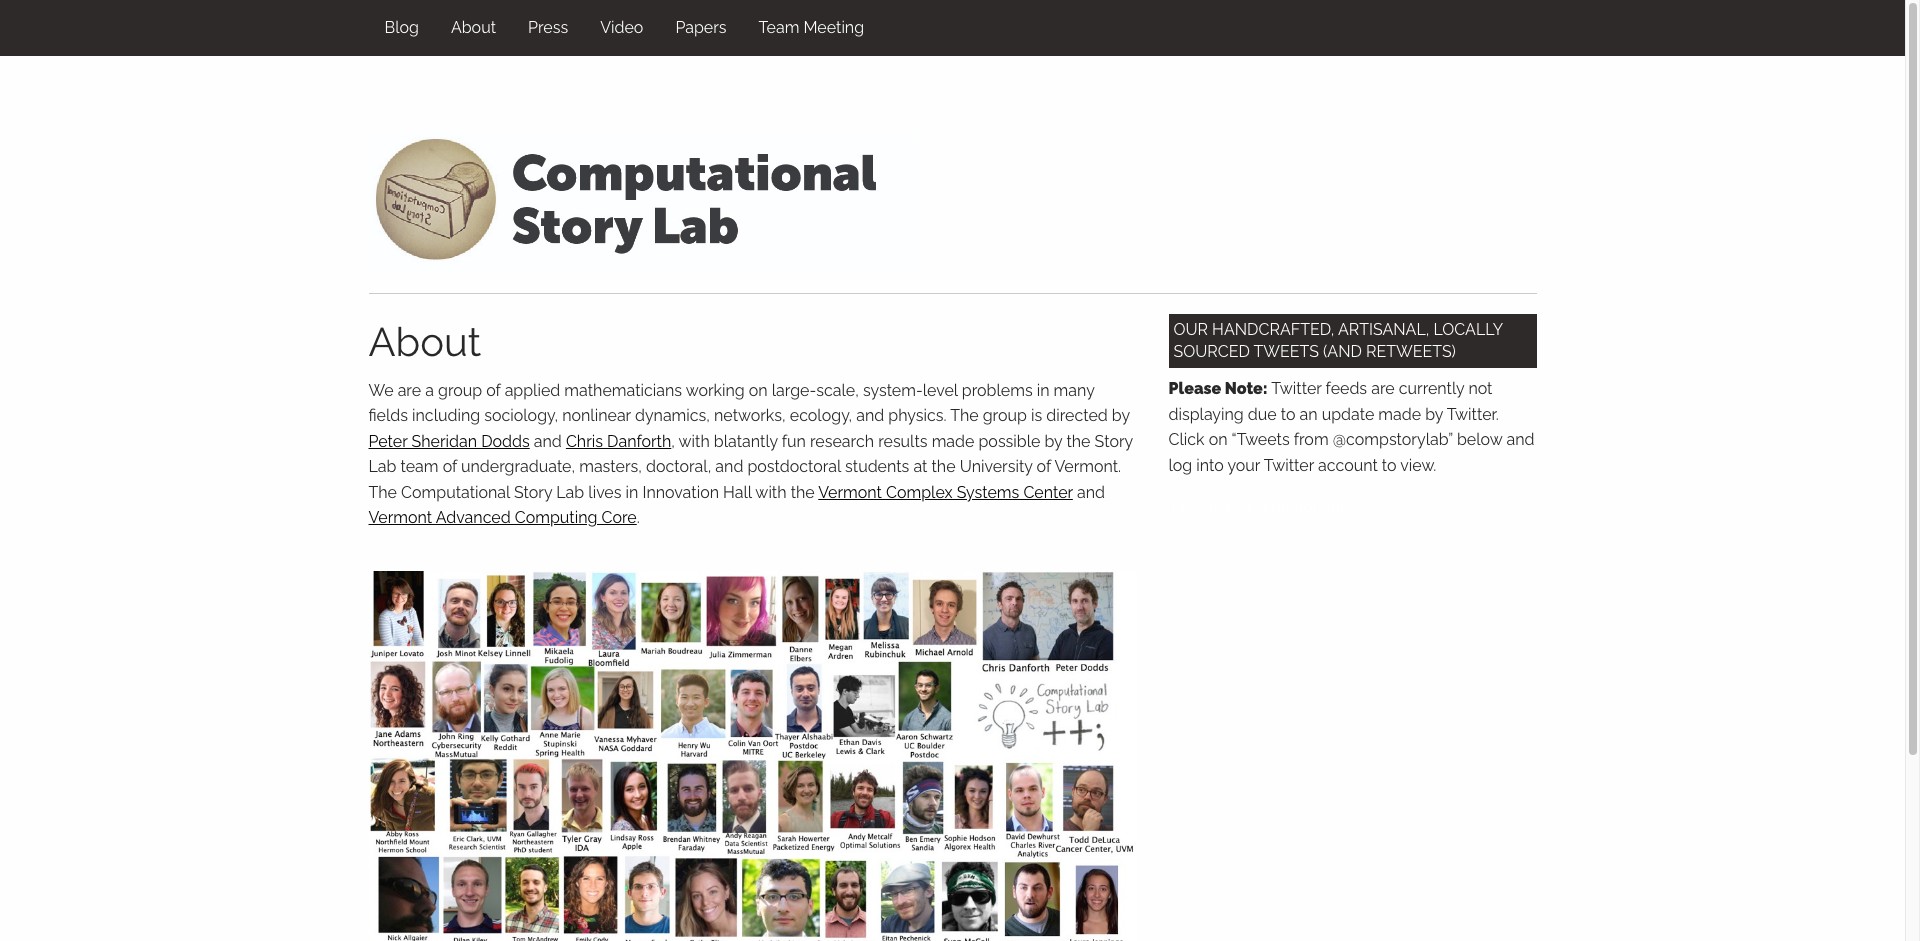 Blog About Press Video Papers Team Meeting
Computational
Story Lab
Computational
Story Lab
About
We are a group of applied mathematicians working on large-scale, system-level problems in many
fields including sociology, nonlinear dynamics, networks, ecology, and physics. The group is directed by
Peter Sheridan Dodds and Chris Danforth, with blatantly fun research results made possible by the Story
Lab team of undergraduate, masters, doctoral, and postdoctoral students at the University of Vermont.
The Computational Story Lab lives in Innovation Hall with the Vermont Complex Systems Center and
Vermont Advanced Computing Core.
OUR HANDCRAFTED, ARTISANAL, LOCALLY
SOURCED TWEETS (AND RETWEETS)
Please Note: Twitter feeds are currently not
displaying due to an update made by Twitter.
Click on “Tweets from @compstorylab” below and
log into your Twitter account to view.
Juniper Lovato
Josh Minot
Kelsey Linnell
Mikaela
Fudolig
Laura
Bloomfield
Mariah Boudreau
Julia Zimmerman
Danne
Elbers
Megan
Ardren
Melissa
Rubinchuk
Michael Arnold
Chris Danforth Peter Dodds
Jane Adams
Northeastern
John Ring
Cybersecurity
MassMutual
Kelly Gothard
Reddit
Anne Marie
Stupinski
Spring Health
Vanessa Myhaver
NASA Goddard
Henry Wu
Harvard
Colin Van Oort
MITRE
Thayer Alshaabi
Postdoc
UC Berkeley
Ethan Davis
Lewis & Clark
Aaron Schwartz
UC Boulder
Postdoc
Computational
Story Lab
++;
Abby Ross
Northfield Mount
Hermon School
Eric Clark, UVM
Research Scientist
Ryan Gallagher
Northeastern
PhD student
Tyler Gray
IDA
Lindsay Ross
Apple
Brendan Whitney
Faraday
Andy Reagan
Data Scientist
MassMutual
Sarah Howerter
Packetized Energy
Andy Metcalf
Optimal Solutions
Ben Emery
Sandia
Sophie Hodson
Algorex Health
David Dewhurst
Charles River
Analytics
Todd DeLuca
Cancer Center, UVM
Nick Allgaier
Tom McAndrew
Emily Cody
Eitan Pechenick